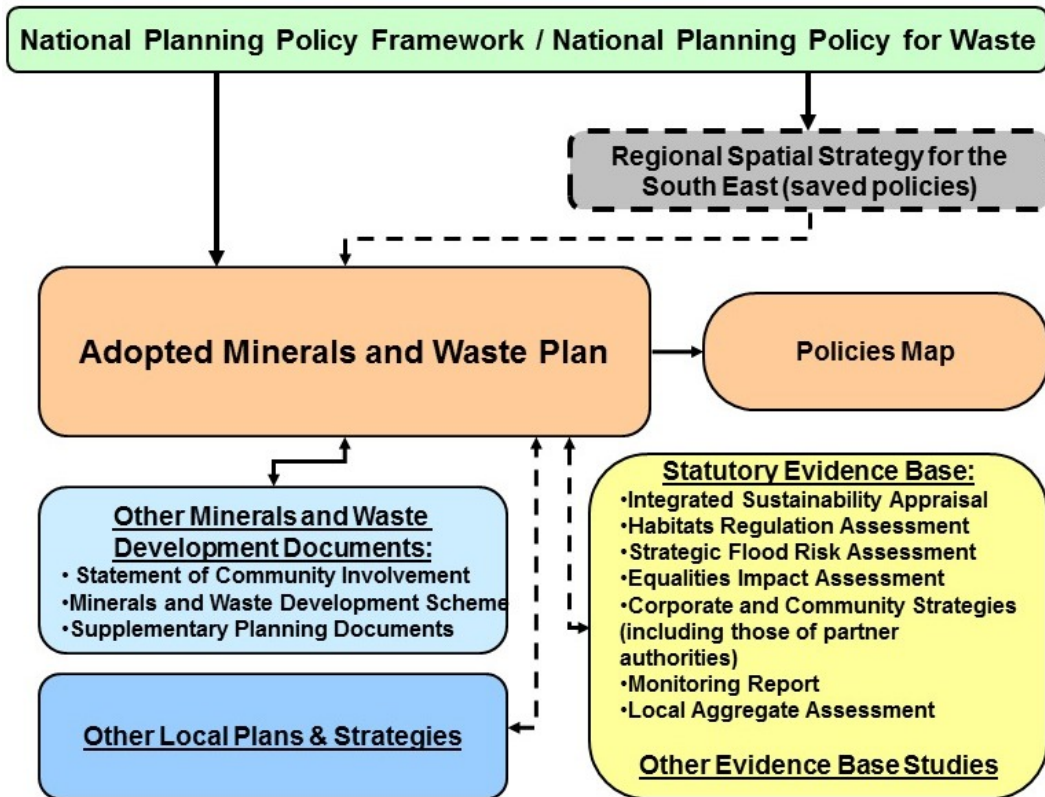 National Planning Policy Framework / National Planning Policy for Waste
Regional Spatial Strategy for the
South East (saved policies)
Adopted Minerals and Waste Plan
Policies Map
Other Minerals and Waste
Development Documents:
• Statement of Community Involvement
•Minerals and Waste Development Scheme
•Supplementary Planning Documents
Other Local Plans & Strategies
Statutory Evidence Base:
•Integrated Sustainability Appraisal
•Habitats Regulation Assessment
•Strategic Flood Risk Assessment
•Equalities Impact Assessment
•Corporate and Community Strategies
(including those of partner
authorities)
•Monitoring Report
•Local Aggregate Assessment
Other Evidence Base Studies